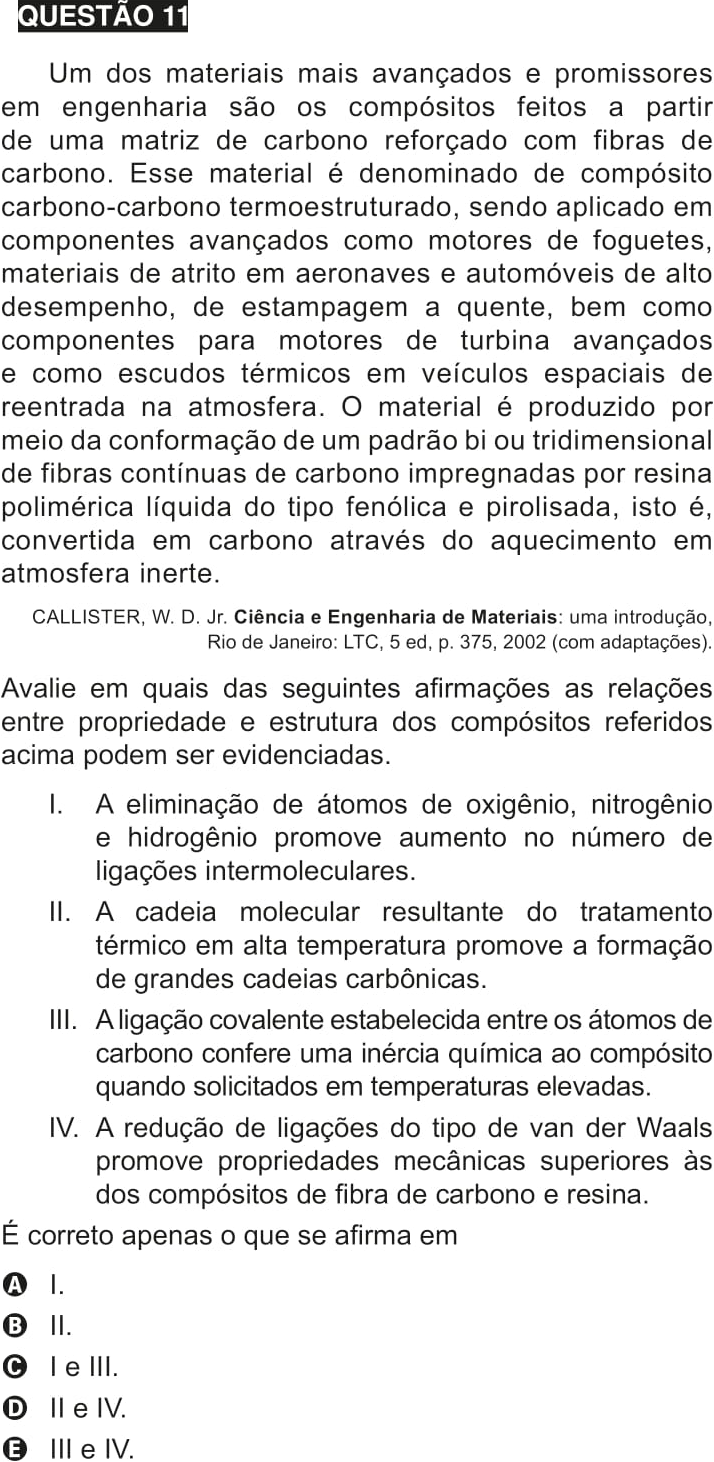 QUESTÃO 11
Um dos materiais mais avançados e promissores
em engenharia são os compósitos feitos a partir
de uma matriz de carbono reforçado com fibras de
carbono. Esse material é denominado de compósito
carbono-carbono termoestruturado, sendo aplicado em
componentes avançados como motores de foguetes,
materiais de atrito em aeronaves e automóveis de alto
desempenho, de estampagem a quente, bem como
componentes para motores de turbina avançados
e como escudos térmicos em veículos espaciais de
reentrada na atmosfera. O material é produzido por
meio da conformação de um padrão bi ou tridimensional
de fibras contínuas de carbono impregnadas por resina
polimérica líquida do tipo fenólica e pirolisada, isto é,
convertida em carbono através do aquecimento em
atmosfera inerte.
CALLISTER, W. D. Jr. Ciência e Engenharia de Materiais: uma introdução,
Rio de Janeiro: LTC, 5 ed, p. 375, 2002 (com adaptações).
Avalie em quais das seguintes afirmações as relações
entre propriedade e estrutura dos compósitos referidos
acima podem ser evidenciadas.
I. A eliminação de átomos de oxigênio, nitrogênio
e hidrogênio promove aumento no número de
ligações intermoleculares.
II. A cadeia molecular resultante do tratamento
térmico em alta temperatura promove a formação
de grandes cadeias carbônicas.
III. A ligação covalente estabelecida entre os átomos de
carbono confere uma inércia química ao compósito
quando solicitados em temperaturas elevadas.
IV. A redução de ligações do tipo de van der Waals
promove propriedades mecânicas superiores às
dos compósitos de fibra de carbono e resina.
É correto apenas o que se afirma em
A I.
B II.
C I e III.
D II e IV.
E III e IV.